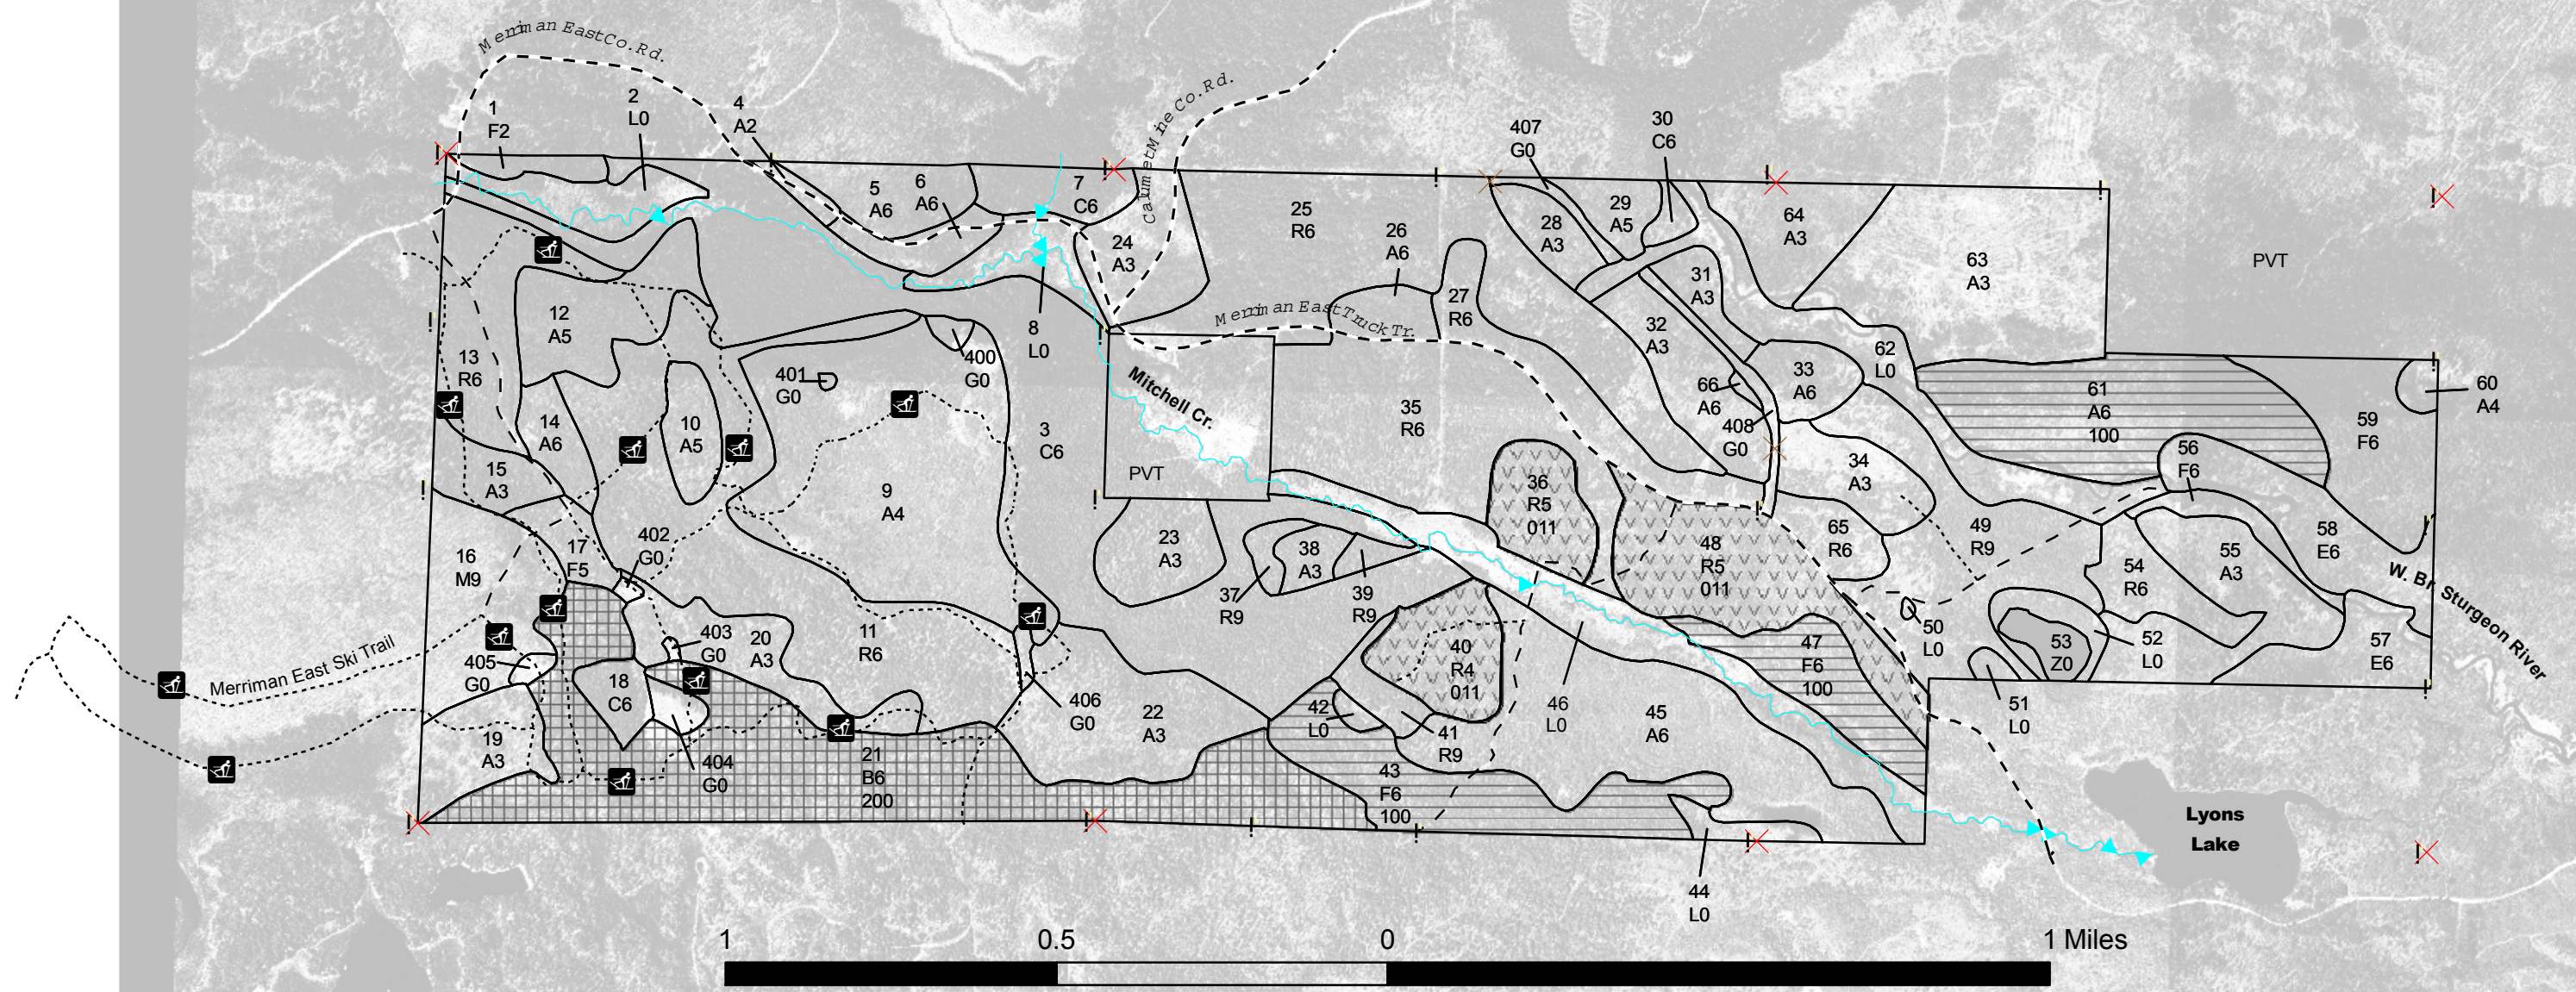 Merriman East Co. Rd.
1
F2
2
L0
4
A2
5
A6
6
A6
7
C6
Calumet Mine Co. Rd.
24
A3
25
R6
26
A6
27
R6
407
G0
30
C6
28
A3
29
A5
64
A3
63
A3
PVT
31
A3
32
A3
33
A6
62
L0
66
A6
408
G0
61
A6
100
60
A4
59
F6
12
A5
13
R6
14
A6
10
A5
15
A3
401
G0
400
G0
8
L0
Merriman East Truck Tr.
Mitchell Cr.
PVT
3
C6
9
A4
35
R6
36
R5
011
34
A3
56
F6
16
M9
17
F5
402
G0
23
A3
38
A3
37
R9
39
R9
48
R5
011
65
R6
49
R9
54
R6
55
A3
58
E6
W. Br. Sturgeon River
57
E6
50
L0
53
Z0
52
L0
51
L0
Merriman East Ski Trail
405
G0
403
G0
20
A3
11
R6
18
C6
19
A3
404
G0
21
B6
200
406
G0
22
A3
42
L0
41
R9
40
R4
011
43
F6
100
46
L0
45
A6
47
F6
100
44
L0
Lyons
Lake
1 0.5 0 1 Miles